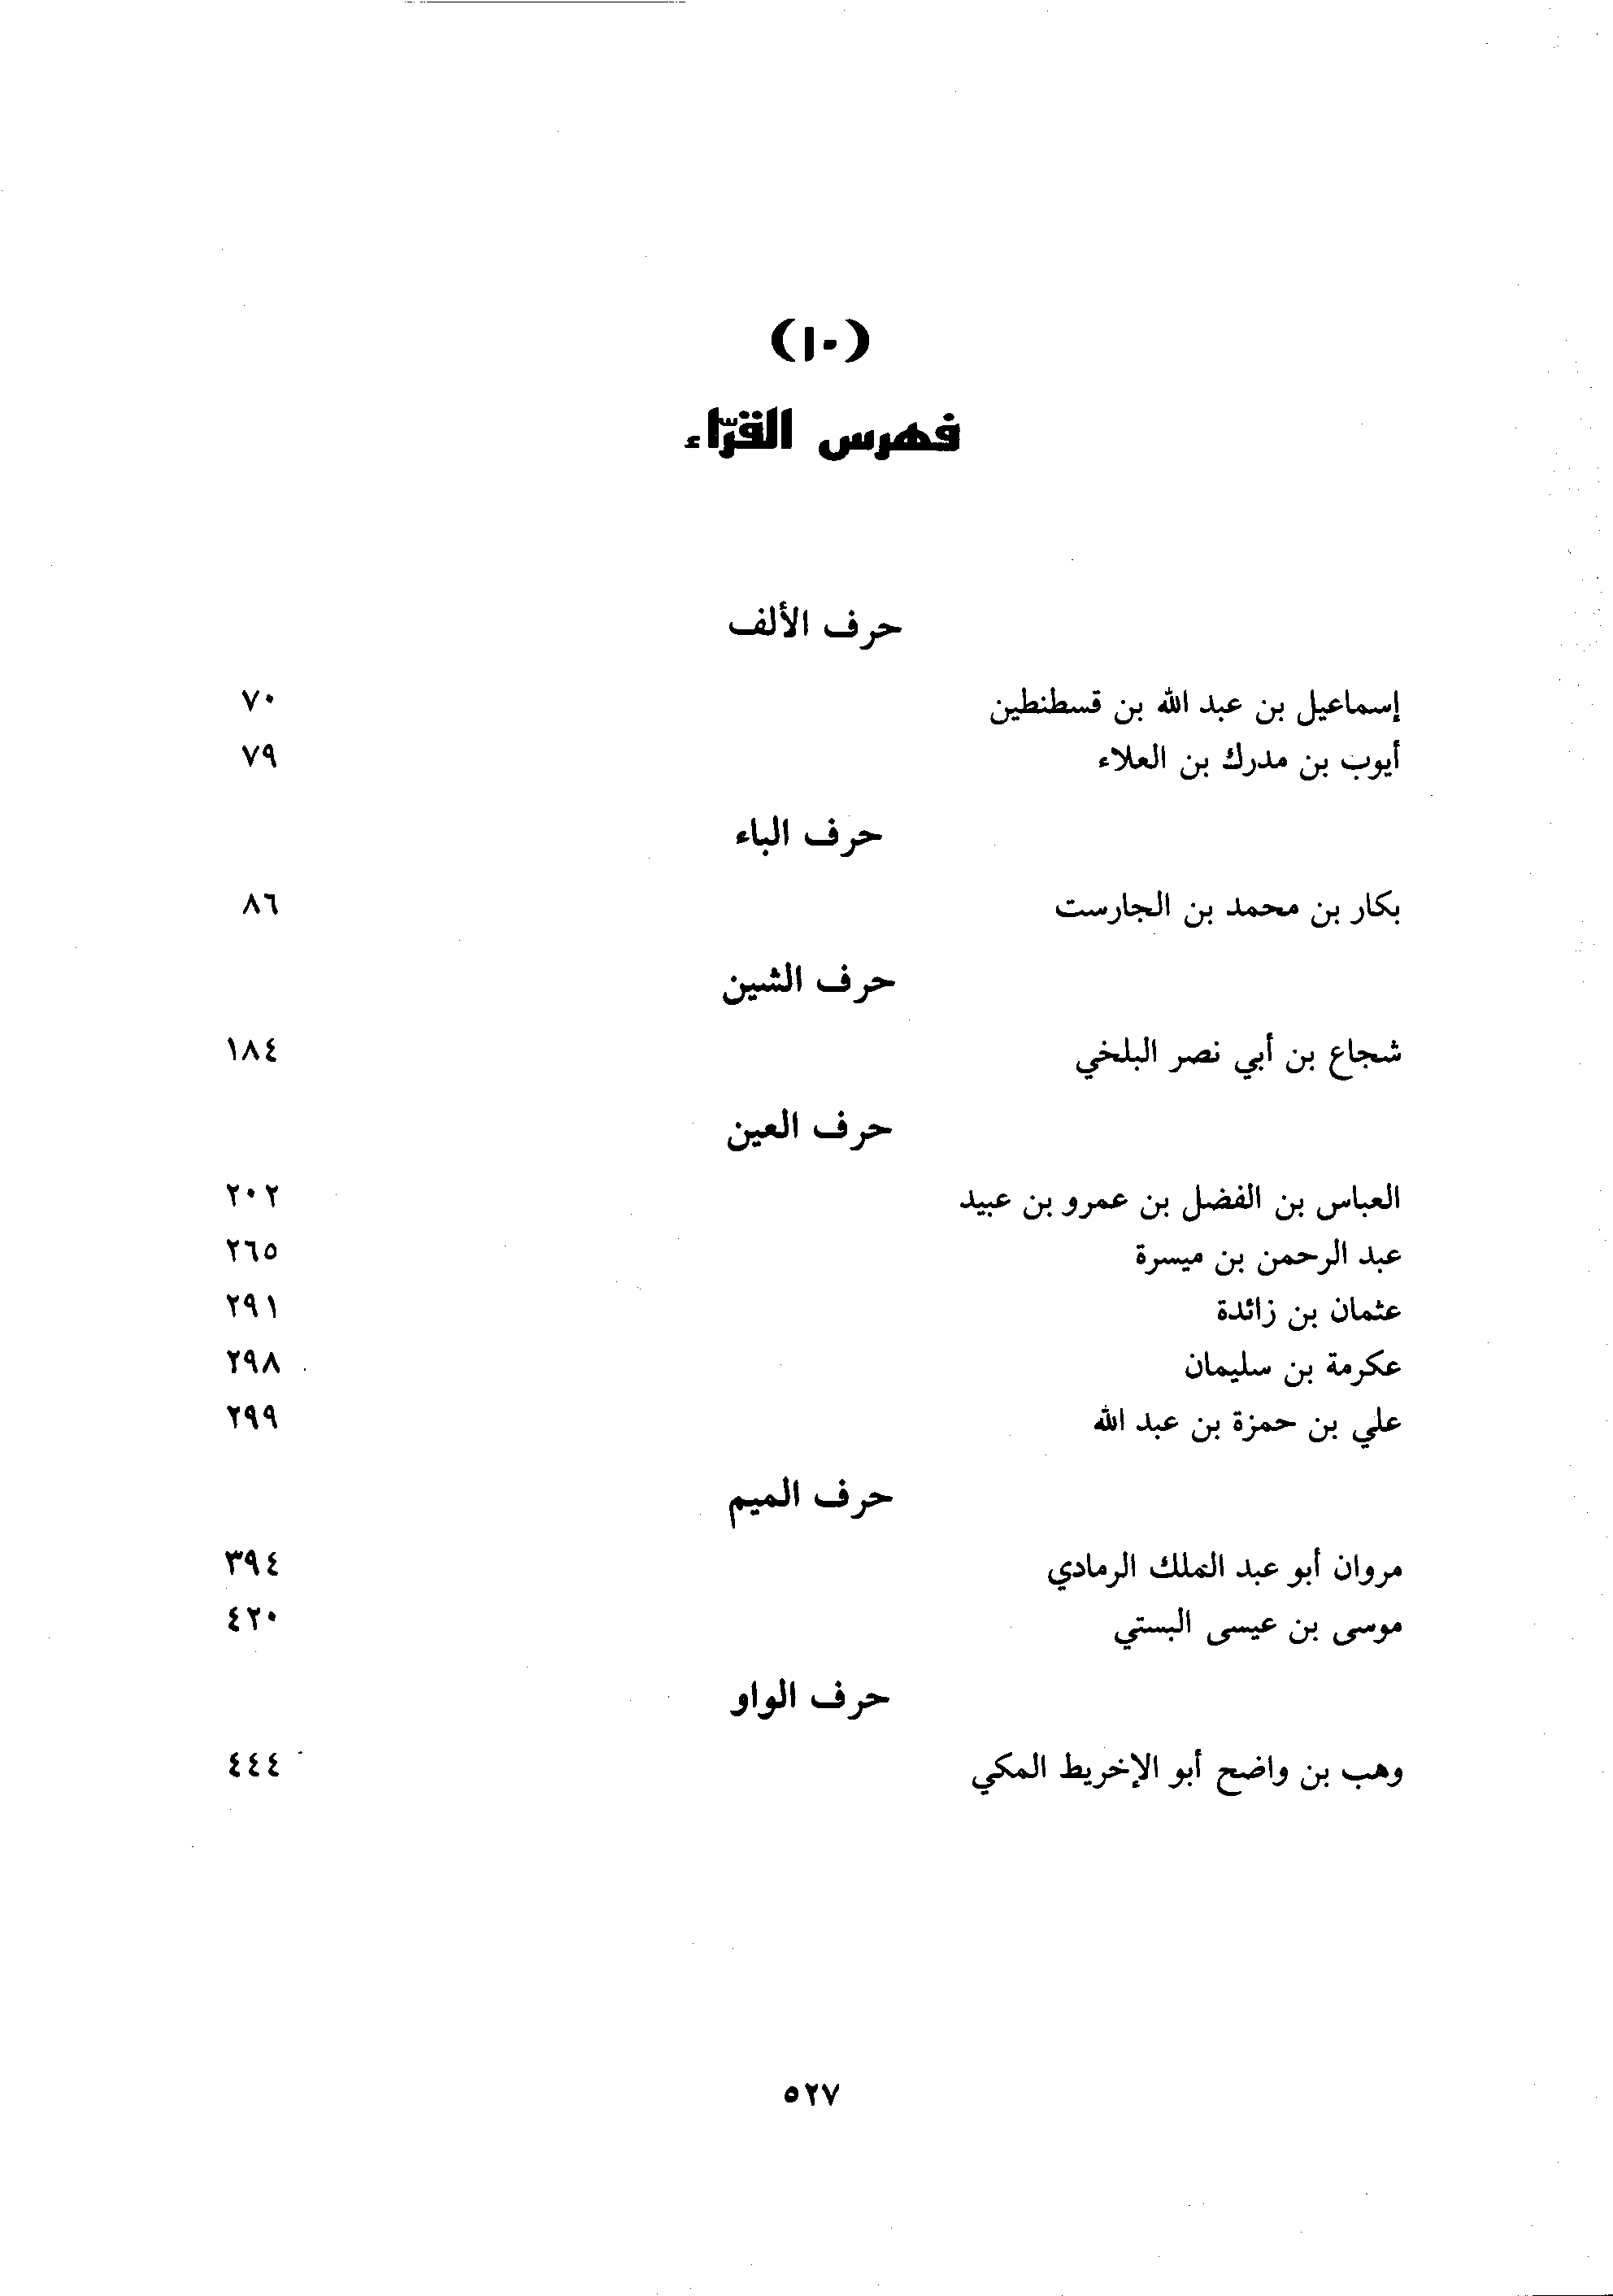 (١٠)
فهرس القرّاء
حرف الألف
إسماعيل بن عبد الله بن قسطنطين ٧٠
أيوب بن مدرك بن العلاء ٧٩
حرف الباء
بكار بن محمد بن الجارست ٨٦
حرف الشين
شجاع بن أبي نصر البلخي ١٨٤
حرف العين
العباس بن الفضل بن عمرو بن عبيد ٢٠٢
عبد الرحمن بن ميسرة ٢٦٥
عثمان بن زائدة ٢٩١
عكرمة بن سليمان ٢٩٨
علي بن حمزة بن عبد الله ٢٩٩
حرف الميم
مروان أبو عبد الملك الرمادي ٣٩٤
موسى بن عيسى البستي ٤٢٠
حرف الواو
وهب بن واضح أبو الإخريط المكي ٤٤٤
٥٢٧